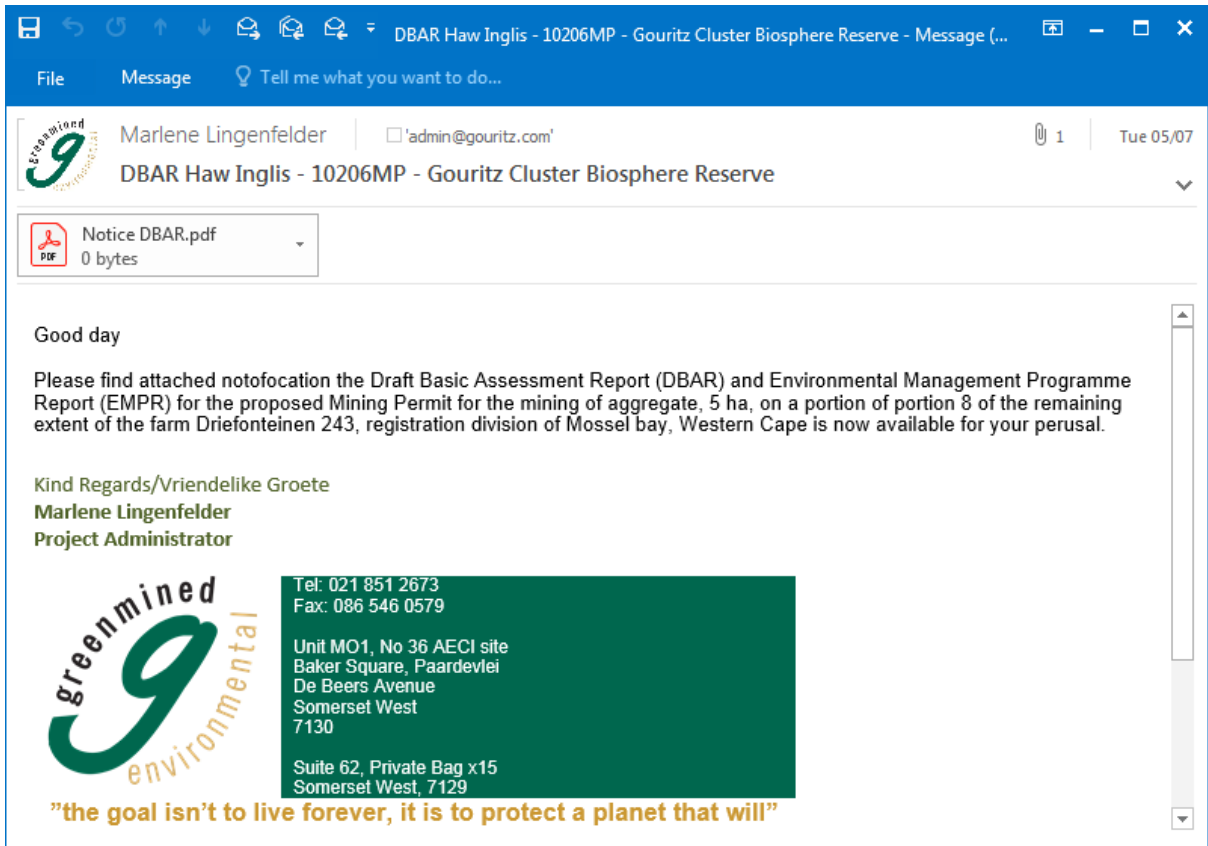 DBAR Haw Inglis - 10206MP - Gouritz Cluster Biosphere Reserve - Message (...
File Message Tell me what you want to do...
greenmined
environmental
Marlene Lingenfelder 'admin@gouritz.com' 1 Tue 05/07
DBAR Haw Inglis - 10206MP - Gouritz Cluster Biosphere Reserve
PDF
Notice DBAR.pdf
0 bytes
Good day
Please find attached notofocation the Draft Basic Assessment Report (DBAR) and Environmental Management Programme
Report (EMPR) for the proposed Mining Permit for the mining of aggregate, 5 ha, on a portion of portion 8 of the remaining
extent of the farm Driefonteinen 243, registration division of Mossel bay, Western Cape is now available for your perusal.
Kind Regards/Vriendelike Groete
Marlene Lingenfelder
Project Administrator
greenmined
environmental
Tel: 021 851 2673
Fax: 086 546 0579
Unit MO1, No 36 AECI site
Baker Square, Paardevlei
De Beers Avenue
Somerset West
7130
Suite 62, Private Bag x15
Somerset West, 7129
"the goal isn't to live forever, it is to protect a planet that will"